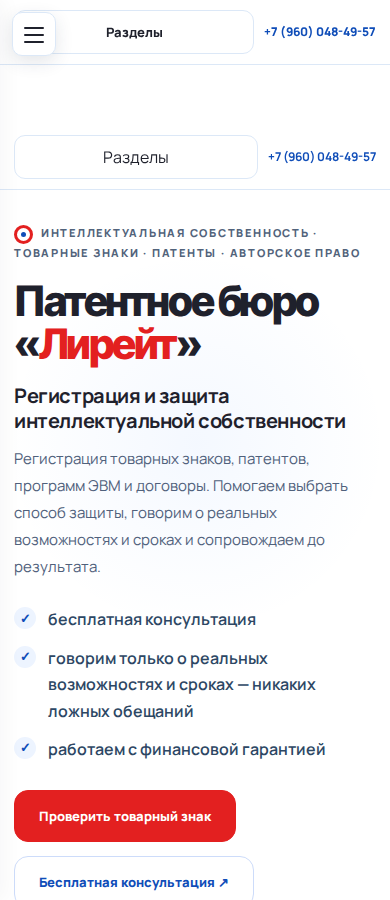 Разделы
+7 (960) 048-49-57
Разделы
+7 (960) 048-49-57
ИНТЕЛЛЕКТУАЛЬНАЯ СОБСТВЕННОСТЬ ·
ТОВАРНЫЕ ЗНАКИ · ПАТЕНТЫ · АВТОРСКОЕ ПРАВО
Патентное бюро
«Лирейт»
Регистрация и защита
интеллектуальной собственности
Регистрация товарных знаков, патентов,
программ ЭВМ и договоры. Помогаем выбрать
способ защиты, говорим о реальных
возможностях и сроках и сопровождаем до
результата.
✓ бесплатная консультация
✓ говорим только о реальных
возможностях и сроках — никаких
ложных обещаний
✓ работаем с финансовой гарантией
Проверить товарный знак
Бесплатная консультация ↗